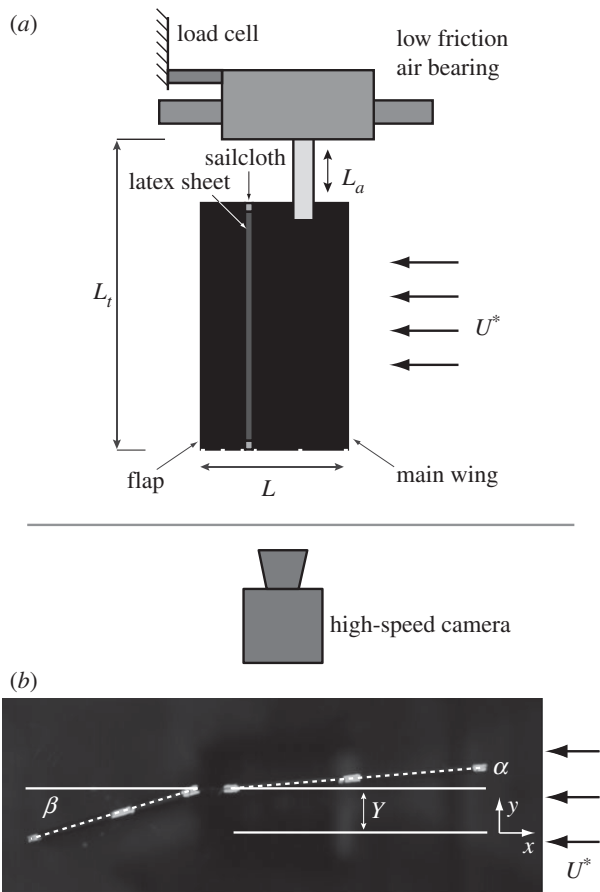 (a)
load cell
low friction
air bearing
sailcloth
latex sheet
L_a
L_t
U*
flap
main wing
L
high-speed camera
(b)
α
β
Y
y
x
U*